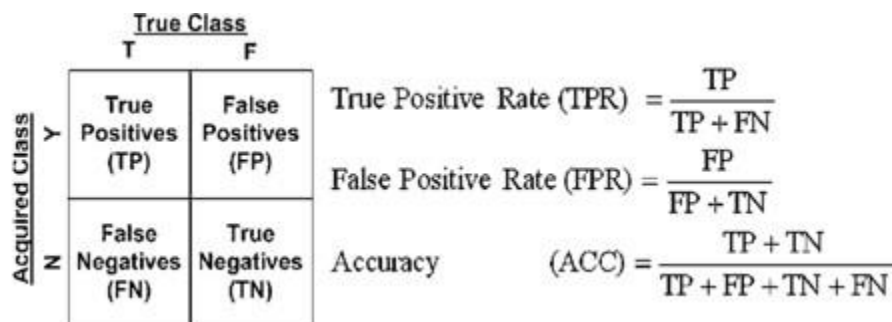 True Class
T F
Acquired Class
Y
True Positives (TP)
False Positives (FP)
N
False Negatives (FN)
True Negatives (TN)
True Positive Rate (TPR) = TP / TP + FN
False Positive Rate (FPR) = FP / FP + TN
Accuracy (ACC) = TP + TN / TP + FP + TN + FN